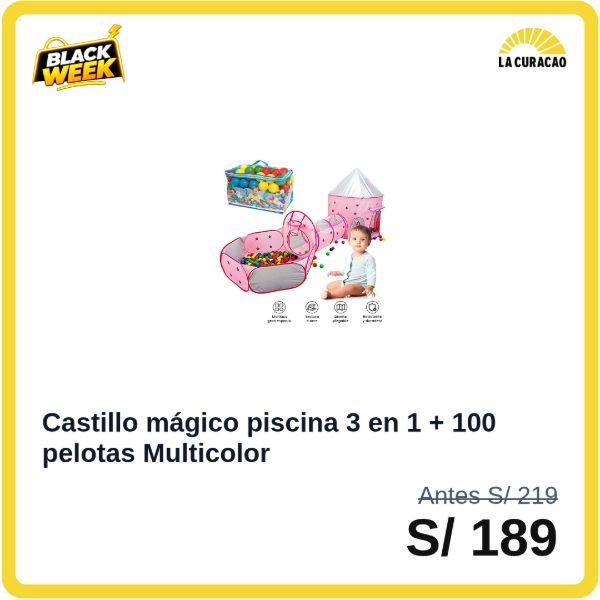 BLACK
WEEK
LA CURACAO
Castillo mágico piscina 3 en 1 + 100
pelotas Multicolor
Antes S/ 219
S/ 189